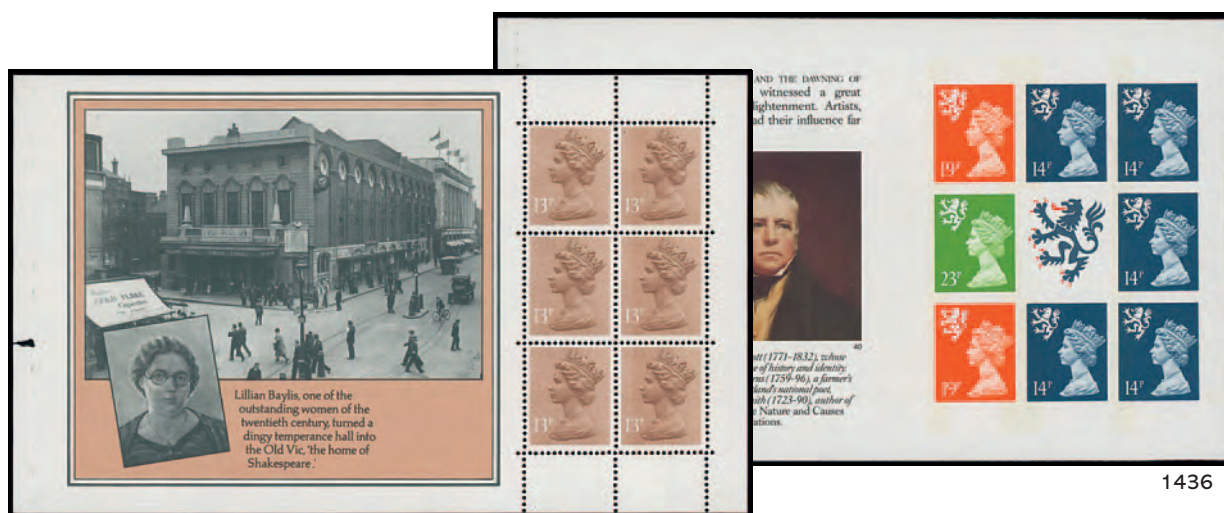 Lillian Baylis, one of the
outstanding women of the
twentieth century, turned a
dingy temperance hall into
the Old Vic, 'the home of
Shakespeare.'
13P
13P
13P
13P
13P
13P
AND THE DAWNING OF
witnessed a great
lightenment. Artists,
ad their influence far
40
ott (1771-1832), whose
e of history and identity.
rns (1759-96), a farmer's
land's national poet,
ith (1723-90), author of
e Nature and Causes
ations.
19P
14P
14P
23P
14P
19P
14P
14P
1436